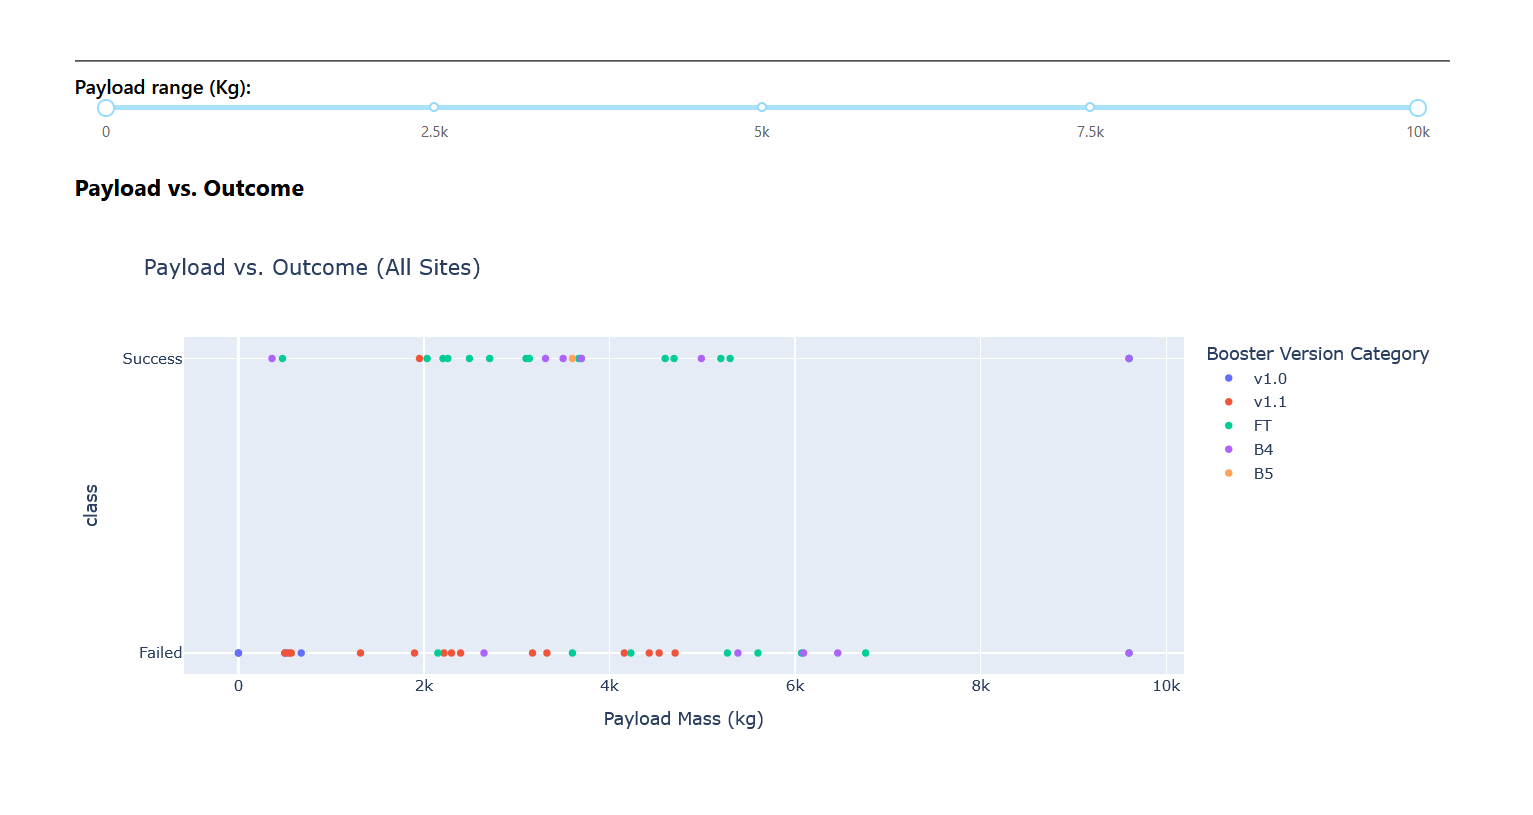 Payload range (Kg):
0 2.5k 5k 7.5k 10k
Payload vs. Outcome
Payload vs. Outcome (All Sites)
Success
Failed
class
0 2k 4k 6k 8k 10k
Payload Mass (kg)
Booster Version Category
v1.0
v1.1
FT
B4
B5